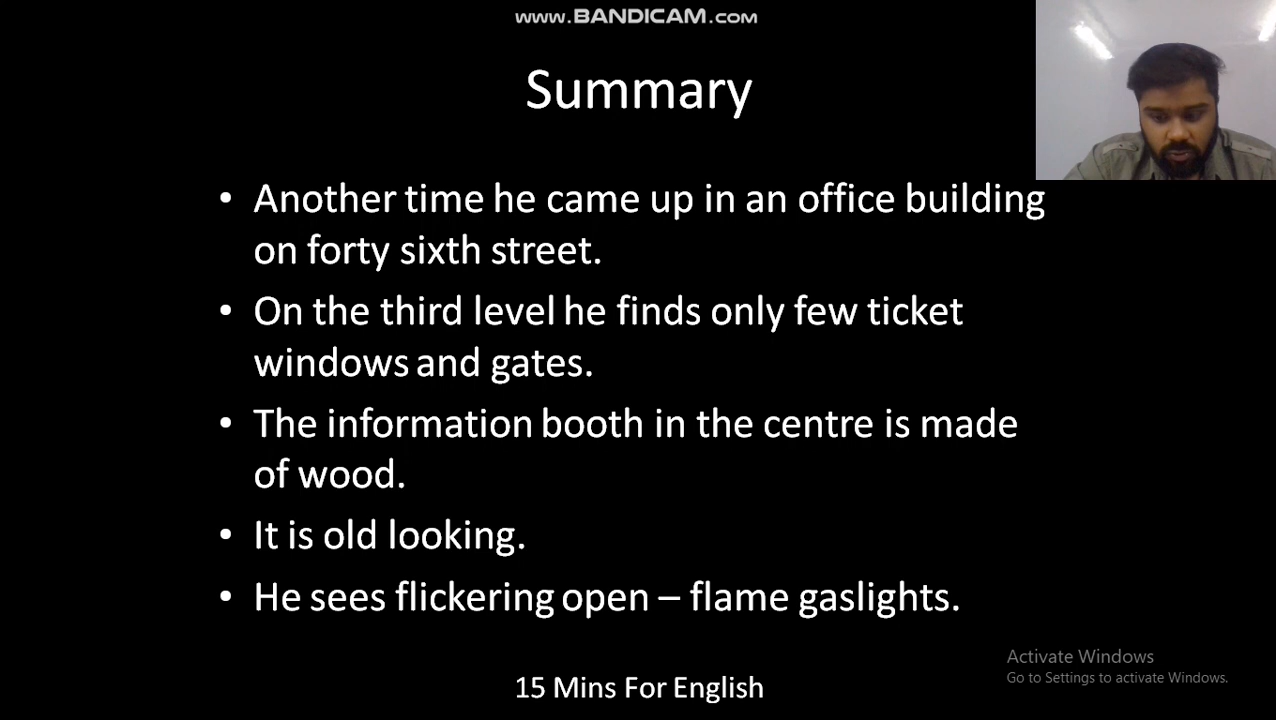 www.BANDICAM.com
Summary
• Another time he came up in an office building
on forty sixth street.
• On the third level he finds only few ticket
windows and gates.
• The information booth in the centre is made
of wood.
• It is old looking.
• He sees flickering open – flame gaslights.
Activate Windows
Go to Settings to activate Windows.
15 Mins For English